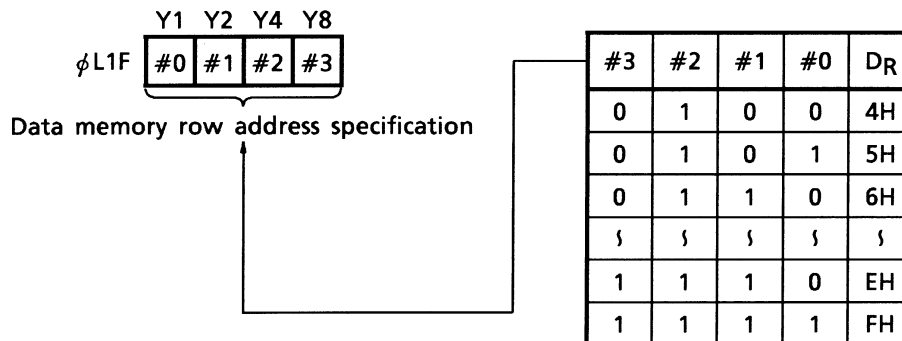 Y1 Y2 Y4 Y8
ϕL1F #0 #1 #2 #3
Data memory row address specification
#3 #2 #1 #0 DR
0 1 0 0 4H
0 1 0 1 5H
0 1 1 0 6H
≀ ≀ ≀ ≀ ≀
1 1 1 0 EH
1 1 1 1 FH